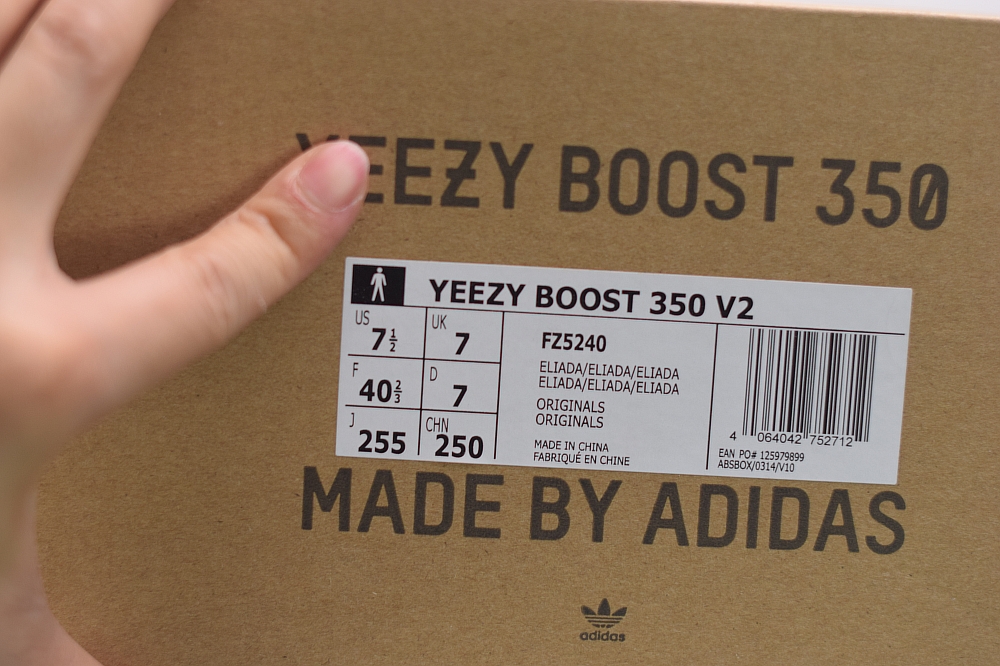 YEEZY BOOST 350
YEEZY BOOST 350 V2
US 7½
UK 7
F 40⅔
D 7
J 255
CHN 250
FZ5240
ELIADA/ELIADA/ELIADA
ELIADA/ELIADA/ELIADA
ORIGINALS
ORIGINALS
MADE IN CHINA
FABRIQUÉ EN CHINE
4 064042 752712
EAN PO# 125979899
ABSBOX/0314/V10
MADE BY ADIDAS
adidas